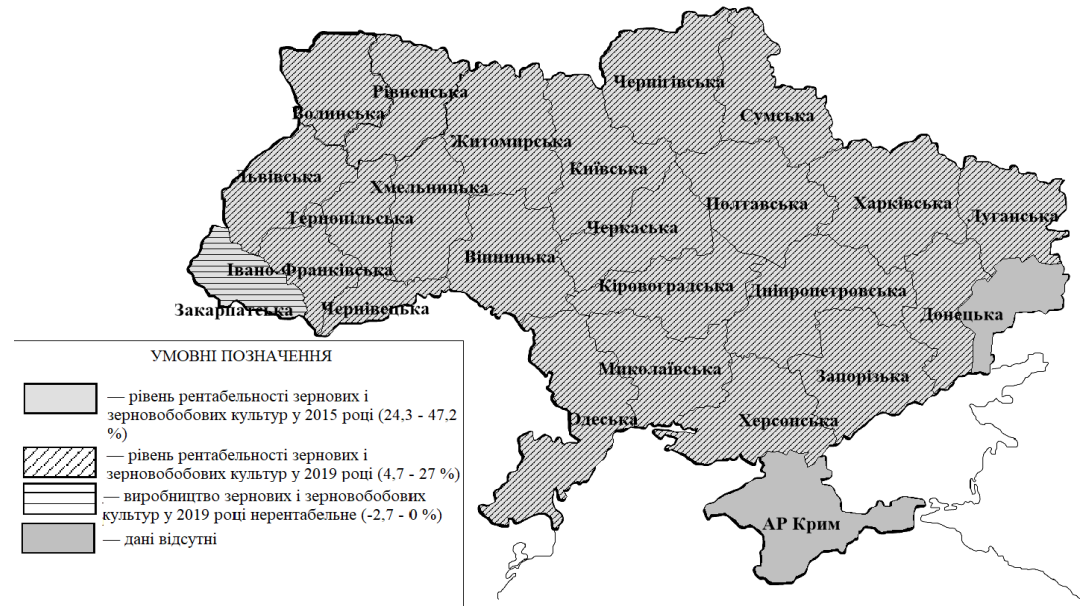 Чернігівська
Рівненська
Волинська
Сумська
Житомирська
Київська
Львівська
Хмельницька
Полтавська
Харківська
Луганська
Тернопільська
Черкаська
Вінницька
Івано-Франківська
Кіровоградська
Дніпропетровська
Закарпатська
Чернівецька
Донецька
Миколаївська
Запорізька
Одеська
Херсонська
АР Крим
УМОВНІ ПОЗНАЧЕННЯ
— рівень рентабельності зернових і
зернобобових культур у 2015 році (24,3 - 47,2
%)
— рівень рентабельності зернових і
зерновобобових культур у 2019 році (4,7 - 27 %)
— виробництво зернових і зерновобобових
культур у 2019 році нерентабельне (-2,7 - 0 %)
— дані відсутні